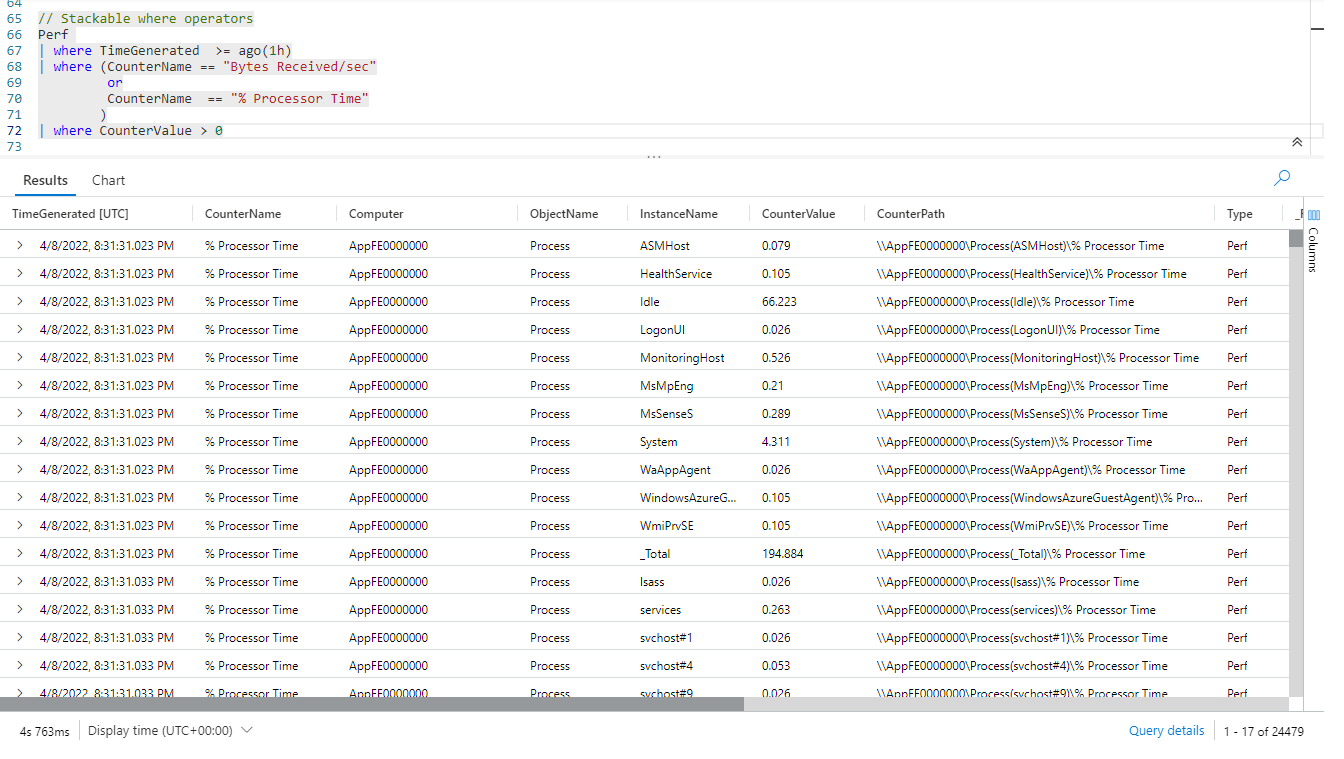 64
65 // Stackable where operators
66 Perf
67 | where TimeGenerated  >= ago(1h)
68 | where (CounterName == "Bytes Received/sec"
69 or
70 CounterName  == "% Processor Time"
71 )
72 | where CounterValue > 0
73
...
Results Chart
TimeGenerated [UTC] CounterName Computer ObjectName InstanceName CounterValue CounterPath Type
Columns
4/8/2022, 8:31:31.023 PM % Processor Time AppFE0000000 Process ASMHost 0.079 \\AppFE0000000\Process(ASMHost)\% Processor Time Perf
4/8/2022, 8:31:31.023 PM % Processor Time AppFE0000000 Process HealthService 0.105 \\AppFE0000000\Process(HealthService)\% Processor Time Perf
4/8/2022, 8:31:31.023 PM % Processor Time AppFE0000000 Process Idle 66.223 \\AppFE0000000\Process(Idle)\% Processor Time Perf
4/8/2022, 8:31:31.023 PM % Processor Time AppFE0000000 Process LogonUI 0.026 \\AppFE0000000\Process(LogonUI)\% Processor Time Perf
4/8/2022, 8:31:31.023 PM % Processor Time AppFE0000000 Process MonitoringHost 0.526 \\AppFE0000000\Process(MonitoringHost)\% Processor Time Perf
4/8/2022, 8:31:31.023 PM % Processor Time AppFE0000000 Process MsMpEng 0.21 \\AppFE0000000\Process(MsMpEng)\% Processor Time Perf
4/8/2022, 8:31:31.023 PM % Processor Time AppFE0000000 Process MsSenseS 0.289 \\AppFE0000000\Process(MsSenseS)\% Processor Time Perf
4/8/2022, 8:31:31.023 PM % Processor Time AppFE0000000 Process System 4.311 \\AppFE0000000\Process(System)\% Processor Time Perf
4/8/2022, 8:31:31.023 PM % Processor Time AppFE0000000 Process WaAppAgent 0.026 \\AppFE0000000\Process(WaAppAgent)\% Processor Time Perf
4/8/2022, 8:31:31.023 PM % Processor Time AppFE0000000 Process WindowsAzureG... 0.105 \\AppFE0000000\Process(WindowsAzureGuestAgent)\% Pro... Perf
4/8/2022, 8:31:31.023 PM % Processor Time AppFE0000000 Process WmiPrvSE 0.105 \\AppFE0000000\Process(WmiPrvSE)\% Processor Time Perf
4/8/2022, 8:31:31.023 PM % Processor Time AppFE0000000 Process _Total 194.884 \\AppFE0000000\Process(_Total)\% Processor Time Perf
4/8/2022, 8:31:31.033 PM % Processor Time AppFE0000000 Process lsass 0.026 \\AppFE0000000\Process(lsass)\% Processor Time Perf
4/8/2022, 8:31:31.033 PM % Processor Time AppFE0000000 Process services 0.263 \\AppFE0000000\Process(services)\% Processor Time Perf
4/8/2022, 8:31:31.033 PM % Processor Time AppFE0000000 Process svchost#1 0.026 \\AppFE0000000\Process(svchost#1)\% Processor Time Perf
4/8/2022, 8:31:31.033 PM % Processor Time AppFE0000000 Process svchost#4 0.053 \\AppFE0000000\Process(svchost#4)\% Processor Time Perf
4/8/2022, 8:31:31.033 PM % Processor Time AppFE0000000 Process svchost#9 0.026 \\AppFE0000000\Process(svchost#9)\% Processor Time Perf
4s 763ms Display time (UTC+00:00) Query details 1 - 17 of 24479